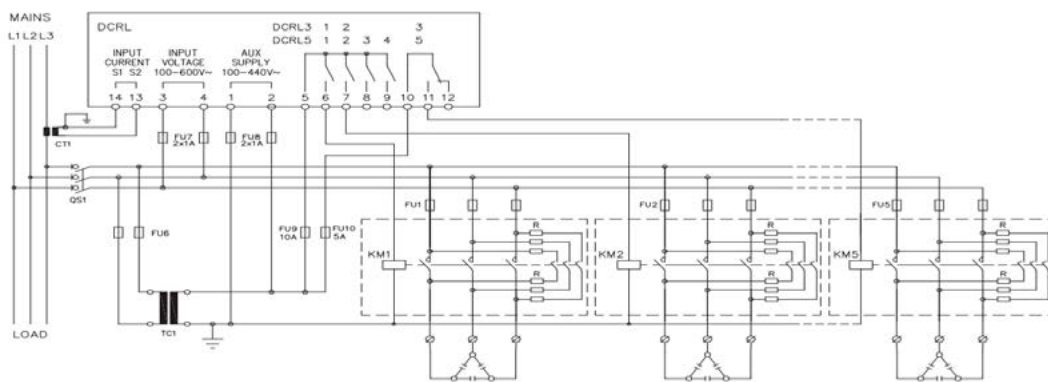 MAINS
L1 L2 L3
DCRL
DCRL3 1 2 3
DCRL5 1 2 3 4 5
INPUT CURRENT
S1 S2
INPUT VOLTAGE
100-600V~
AUX SUPPLY
100-440V~
14 13 3 4 1 2 5 6 7 8 9 10 11 12
CT1
FU7
2x1A
FU8
2x1A
QS1
FU6
FU9
10A
FU10
5A
FU1
FU2
FU5
R
R
R
KM1
KM2
KM5
R
R
R
TC1
LOAD